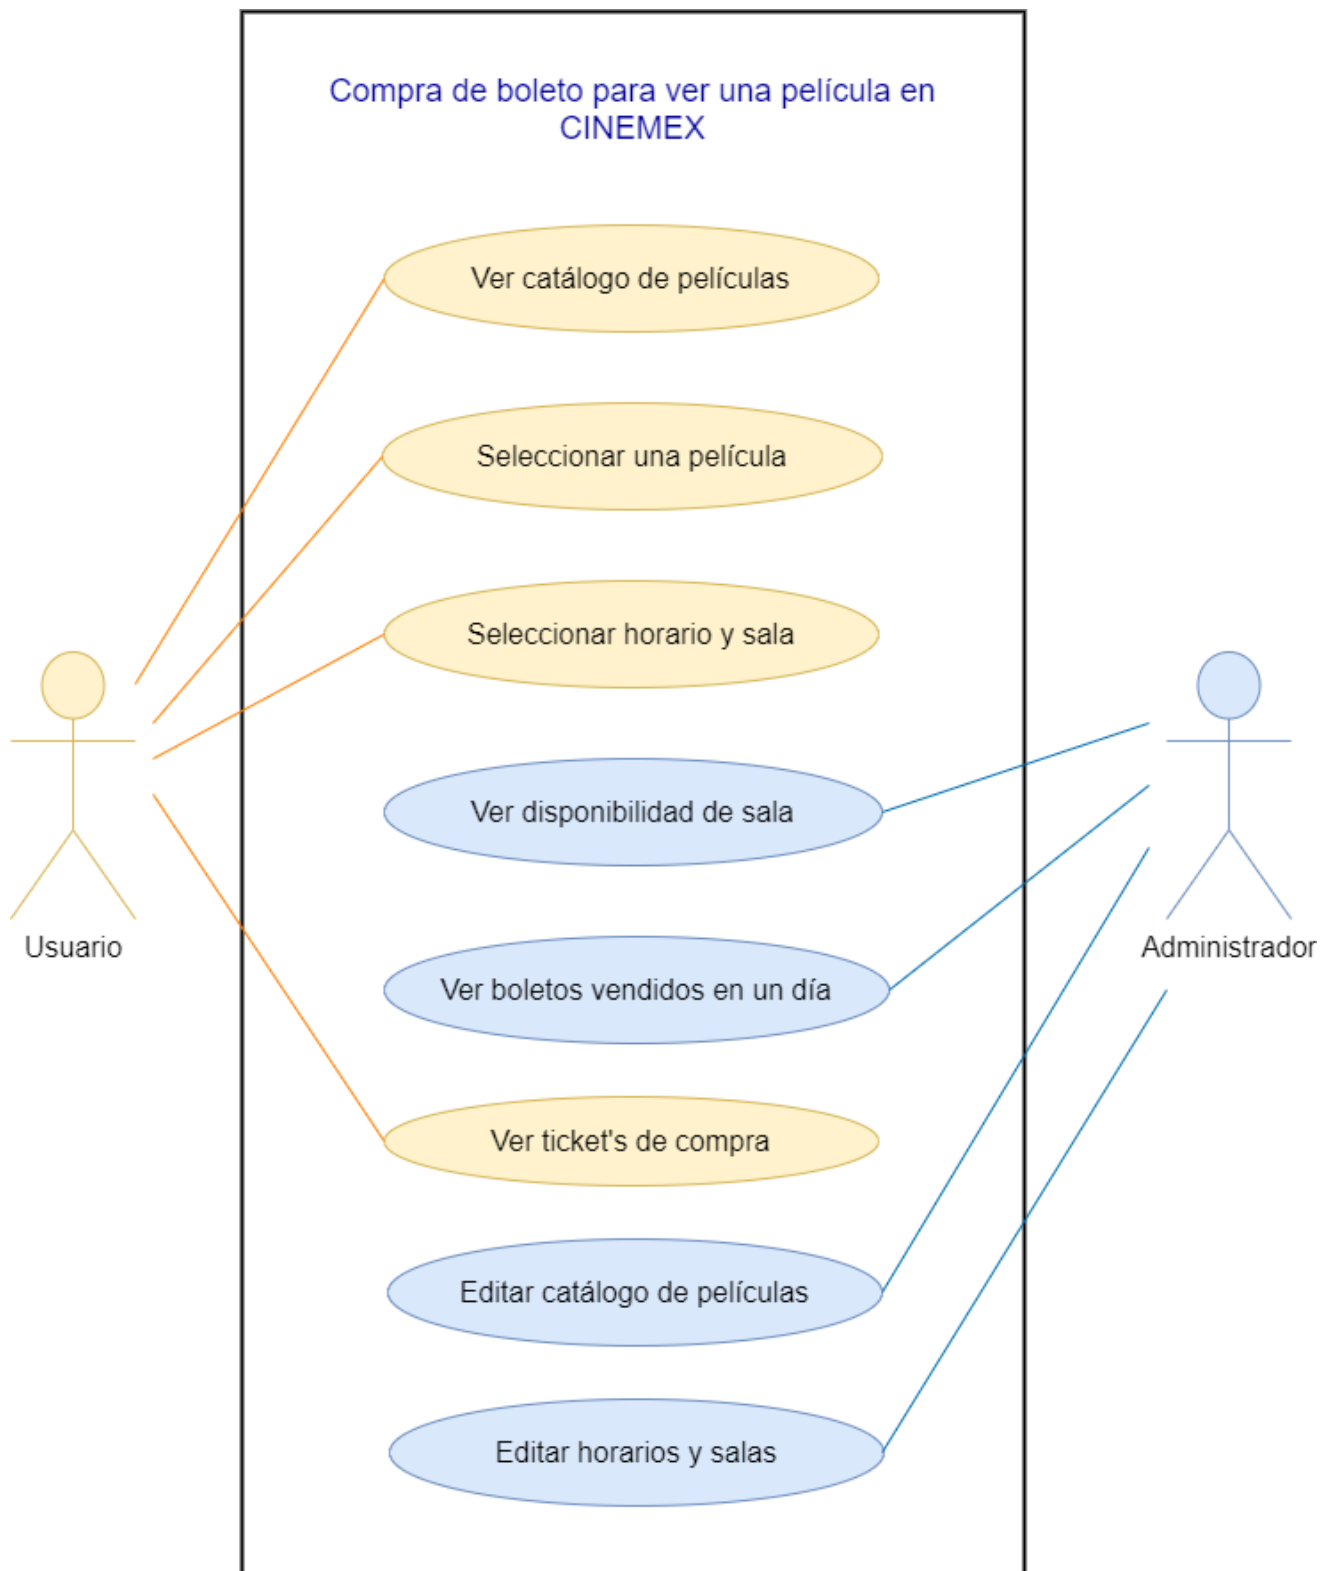 Compra de boleto para ver una película en
CINEMEX
Ver catálogo de películas
Seleccionar una película
Seleccionar horario y sala
Ver disponibilidad de sala
Usuario
Administrador
Ver boletos vendidos en un día
Ver ticket's de compra
Editar catálogo de películas
Editar horarios y salas